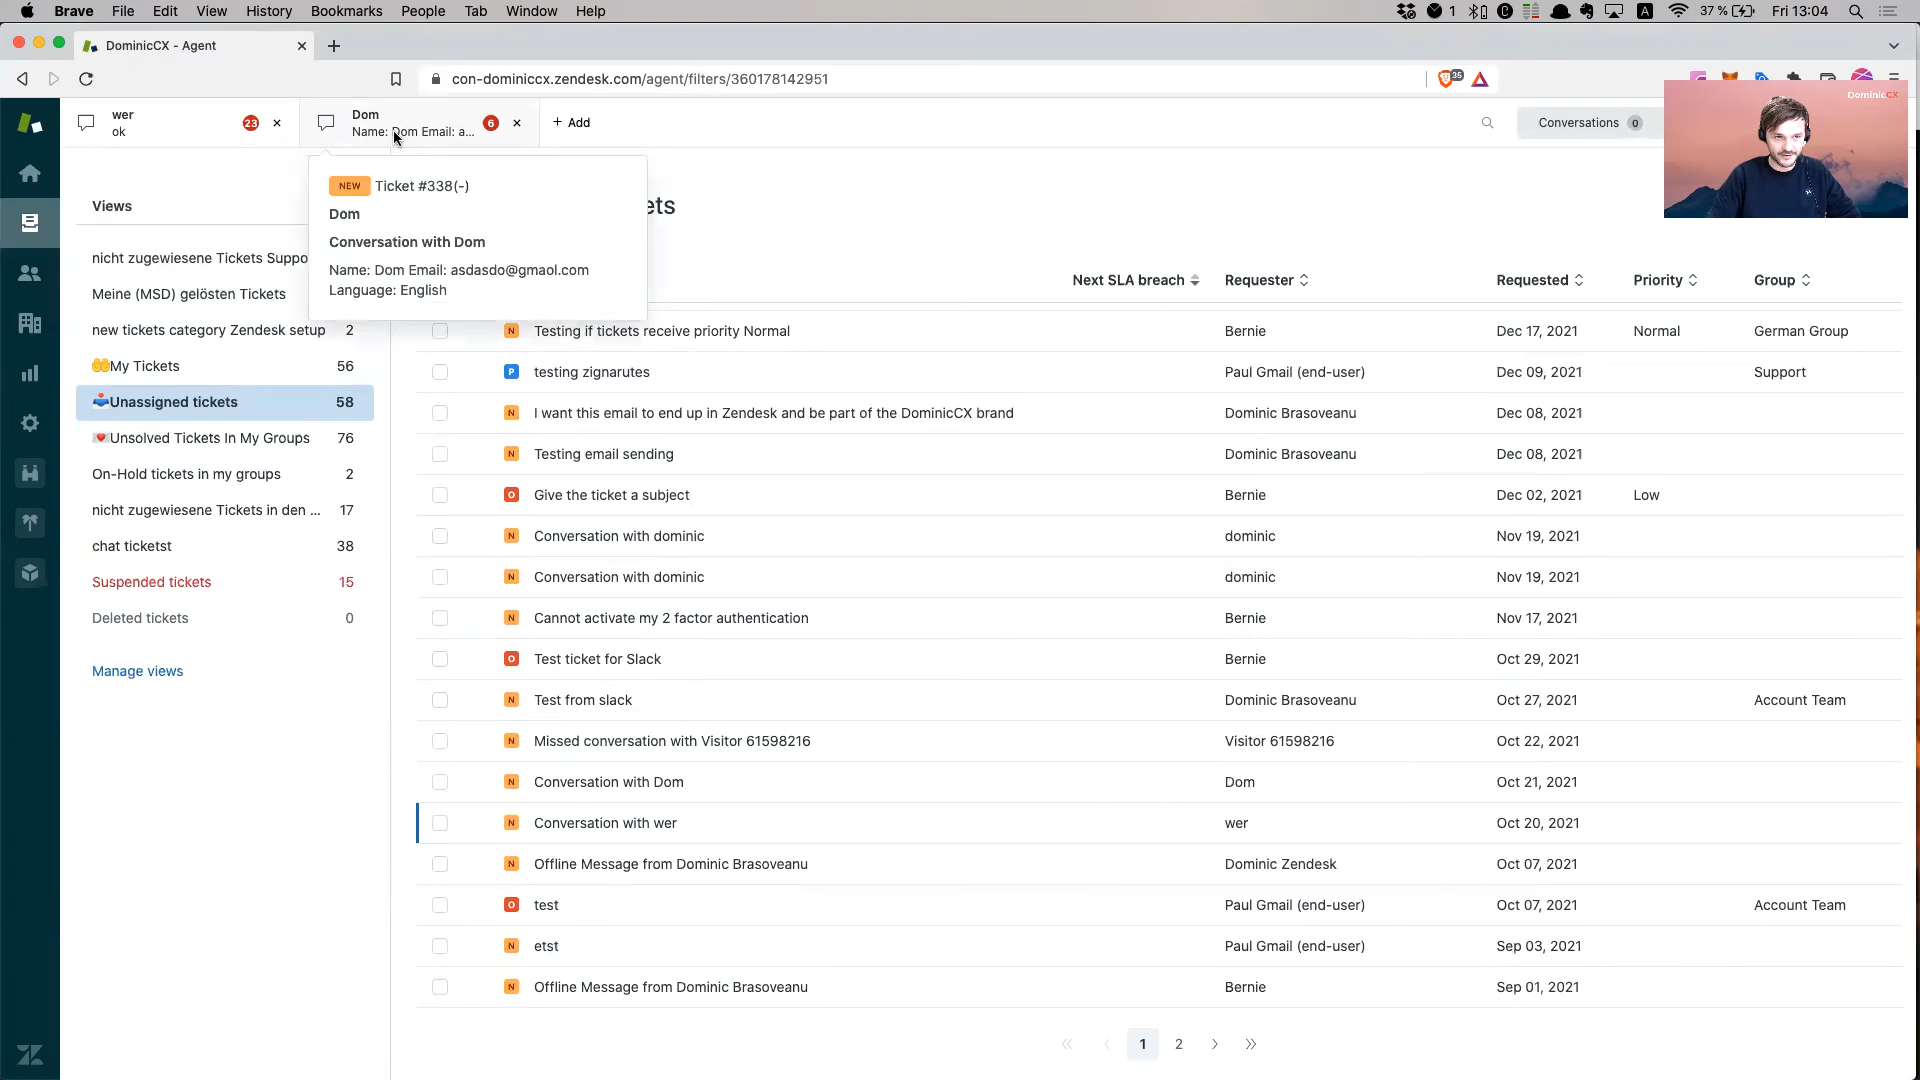 Brave File Edit View History Bookmarks People Tab Window Help
1 37 % Fri 13:04
DominicCX - Agent
con-dominiccx.zendesk.com/agent/filters/360178142951
35
wer
ok
23
Dom
Name: Dom Email: a...
6
+ Add
Conversations 0
DominicCX
NEW Ticket #338(-)
Dom
Conversation with Dom
Name: Dom Email: asdasdo@gmaol.com
Language: English
ets
Views
nicht zugewiesene Tickets Suppo
Meine (MSD) gelösten Tickets
new tickets category Zendesk setup 2
My Tickets 56
Unassigned tickets 58
Unsolved Tickets In My Groups 76
On-Hold tickets in my groups 2
nicht zugewiesene Tickets in den ... 17
chat ticketst 38
Suspended tickets 15
Deleted tickets 0
Manage views
Next SLA breach Requester Requested Priority Group
N Testing if tickets receive priority Normal Bernie Dec 17, 2021 Normal German Group
P testing zignarutes Paul Gmail (end-user) Dec 09, 2021 Support
N I want this email to end up in Zendesk and be part of the DominicCX brand Dominic Brasoveanu Dec 08, 2021
N Testing email sending Dominic Brasoveanu Dec 08, 2021
O Give the ticket a subject Bernie Dec 02, 2021 Low
N Conversation with dominic dominic Nov 19, 2021
N Conversation with dominic dominic Nov 19, 2021
N Cannot activate my 2 factor authentication Bernie Nov 17, 2021
O Test ticket for Slack Bernie Oct 29, 2021
N Test from slack Dominic Brasoveanu Oct 27, 2021 Account Team
N Missed conversation with Visitor 61598216 Visitor 61598216 Oct 22, 2021
N Conversation with Dom Dom Oct 21, 2021
N Conversation with wer wer Oct 20, 2021
N Offline Message from Dominic Brasoveanu Dominic Zendesk Oct 07, 2021
O test Paul Gmail (end-user) Oct 07, 2021 Account Team
N etst Paul Gmail (end-user) Sep 03, 2021
N Offline Message from Dominic Brasoveanu Bernie Sep 01, 2021
1 2